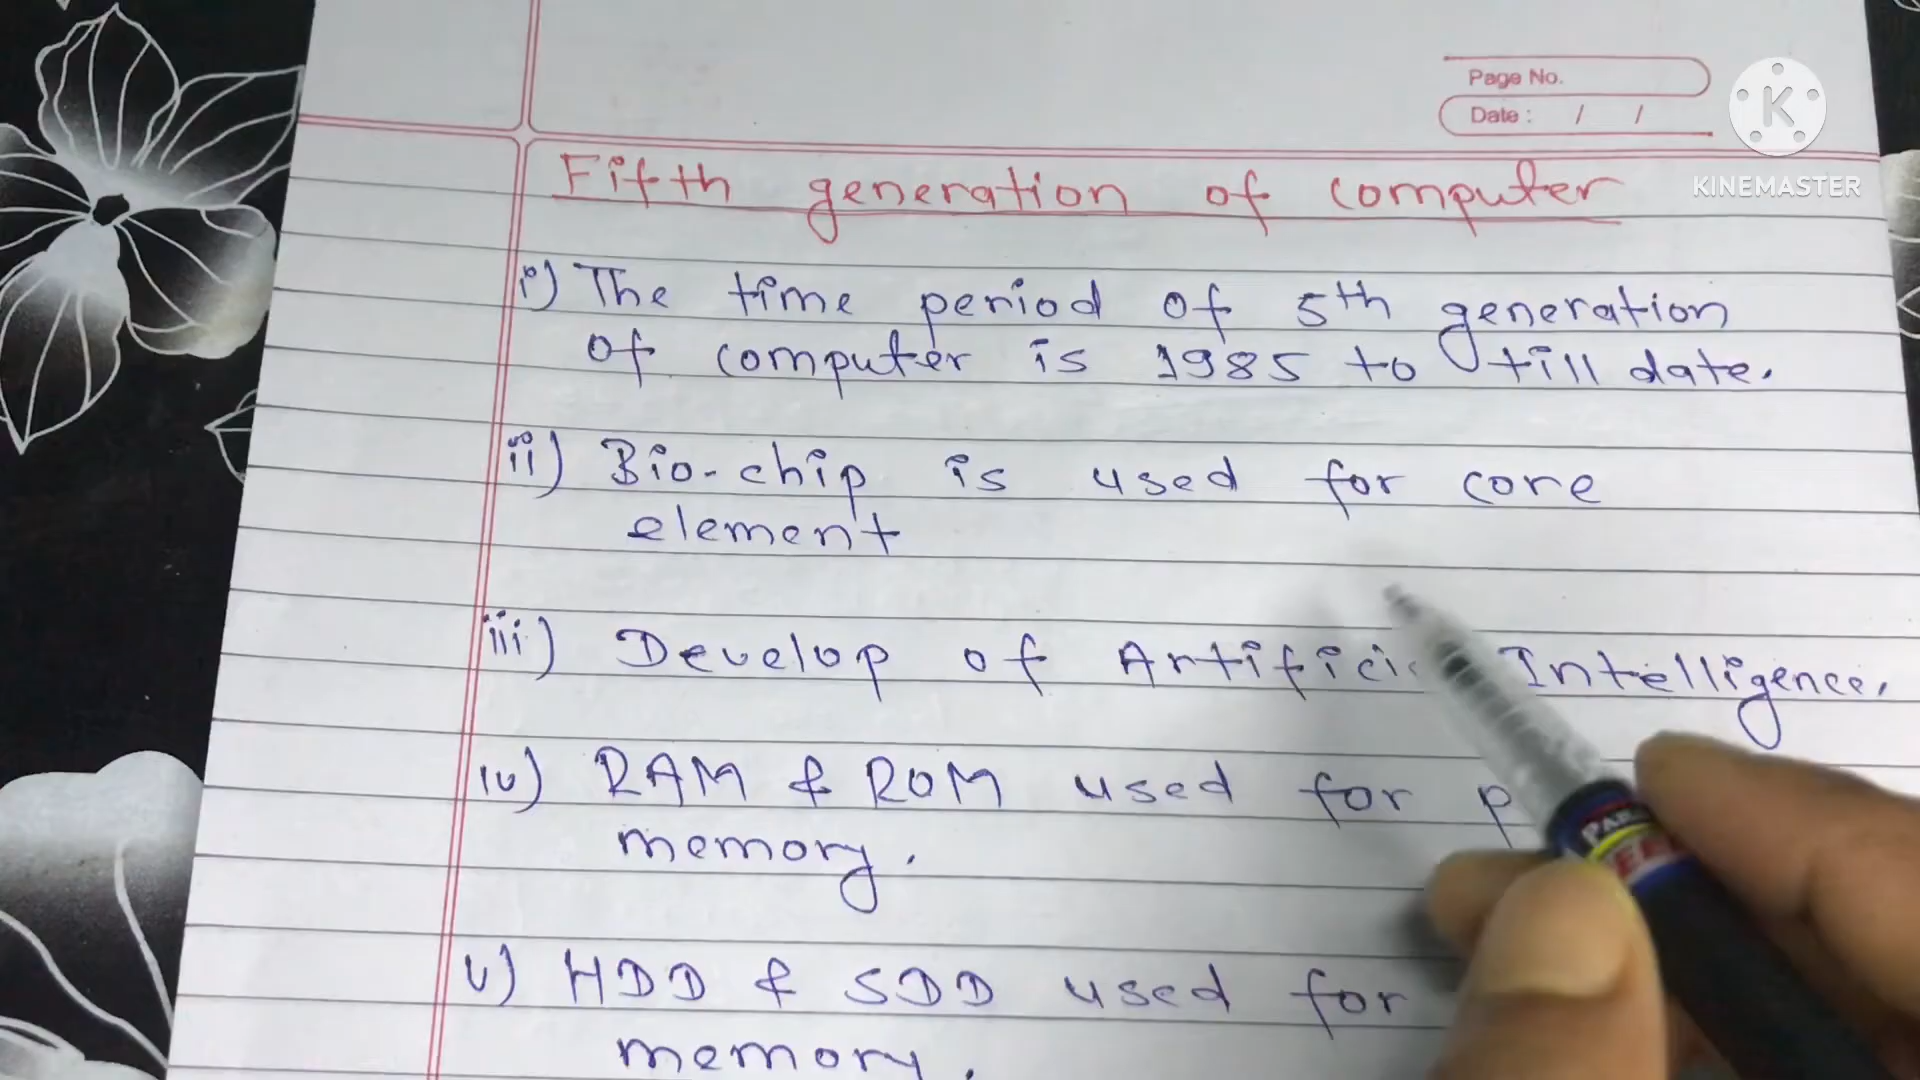 Page No.
Date : / /
KINEMASTER
Fifth generation of computer
i) The time period of 5th generation
of computer is 1985 to till date.
ii) Bio-chip is used for core
element
iii) Develop of Intelligence.
iv) RAM & ROM used for
memory.
v) HDD & SDD used for
memory.